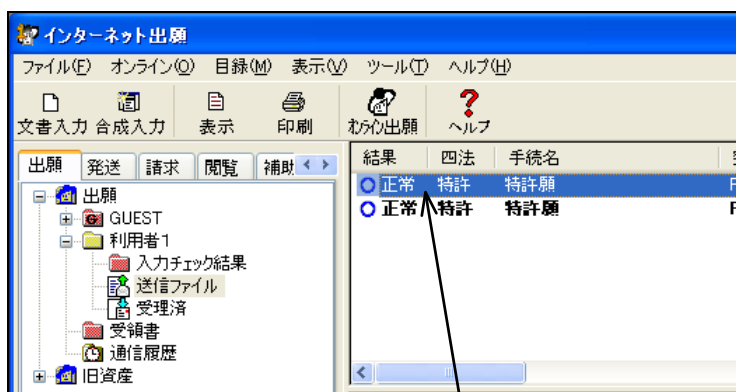 インターネット出願
ファイル(F) オンライン(O) 目録(M) 表示(V) ツール(T) ヘルプ(H)
文書入力 合成入力 表示 印刷 オンライン出願 ヘルプ
出願 発送 請求 閲覧 補助
結果 四法 手続名
正常 特許 特許願
正常 特許 特許願
出願
GUEST
利用者1
入力チェック結果
送信ファイル
受理済
受領書
通信履歴
旧資産